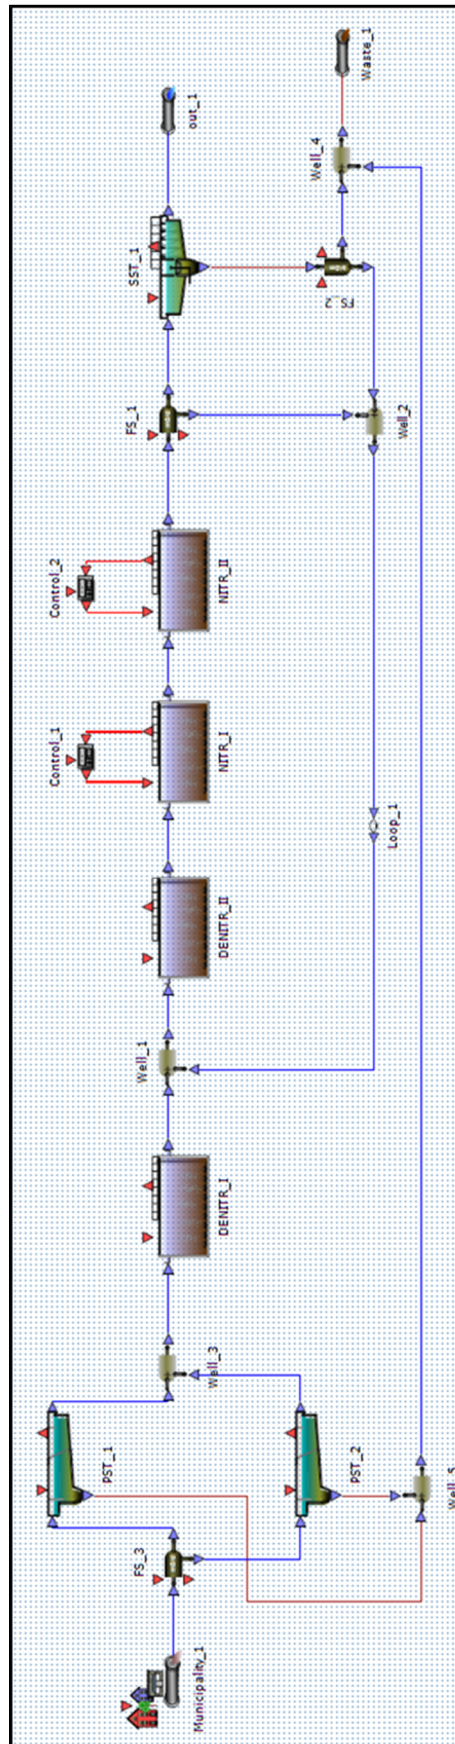 Municipality_1
FS_3
PST_1
PST_2
Well_5
Well_3
DENITR_I
Well_1
DENITR_II
Loop_1
Control_1
NITR_I
Control_2
NITR_II
FS_1
Well_2
SST_1
FS_2
out_1
Well_4
Waste_1